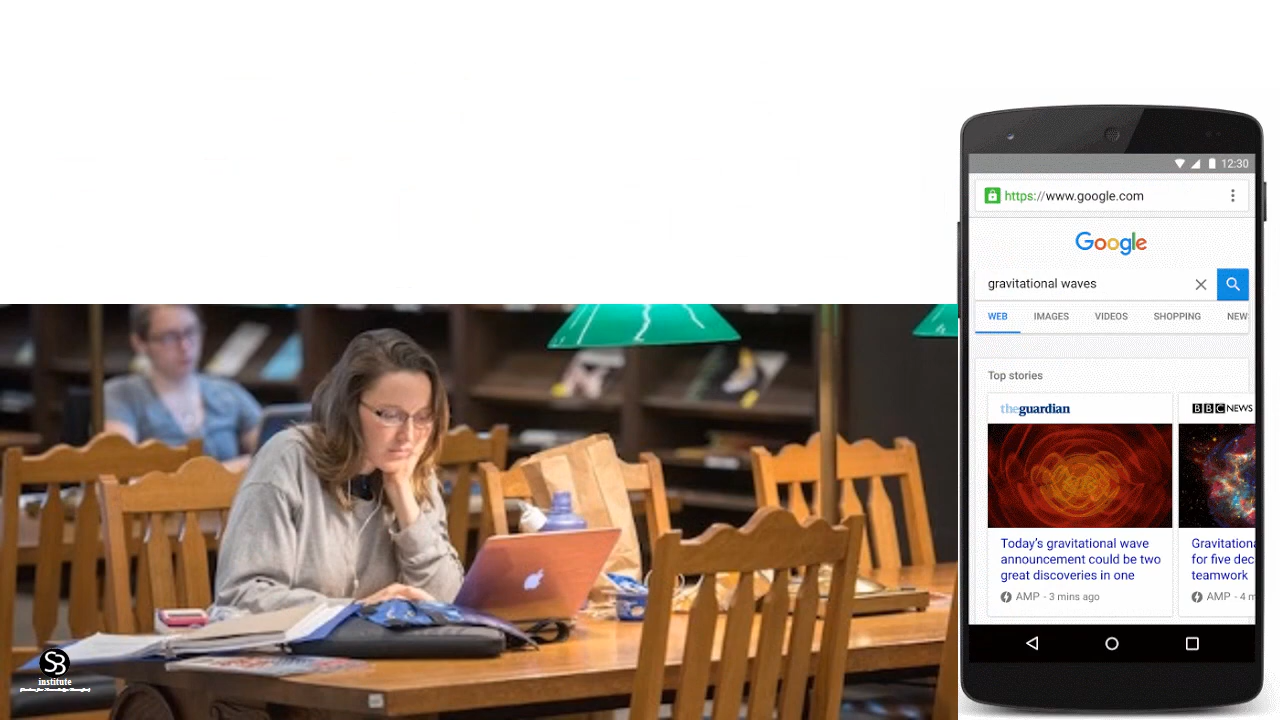 12:30
https://www.google.com
Google
gravitational waves
WEB IMAGES VIDEOS SHOPPING NEWS
Top stories
theguardian
BBC NEWS
Today's gravitational wave
announcement could be two
great discoveries in one
AMP - 3 mins ago
Gravitationa
for five dec
teamwork
AMP - 4 m
SB
institute